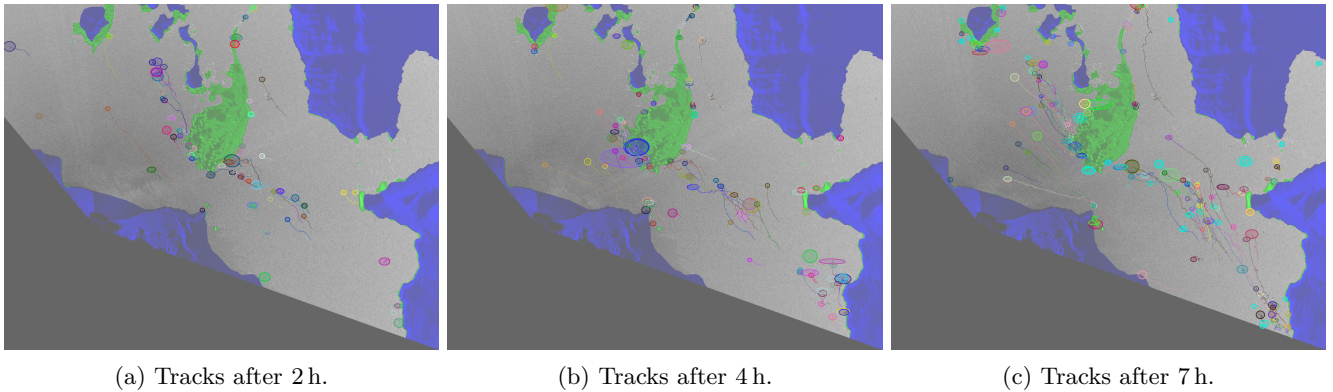 (a) Tracks after 2 h.
(b) Tracks after 4 h.
(c) Tracks after 7 h.